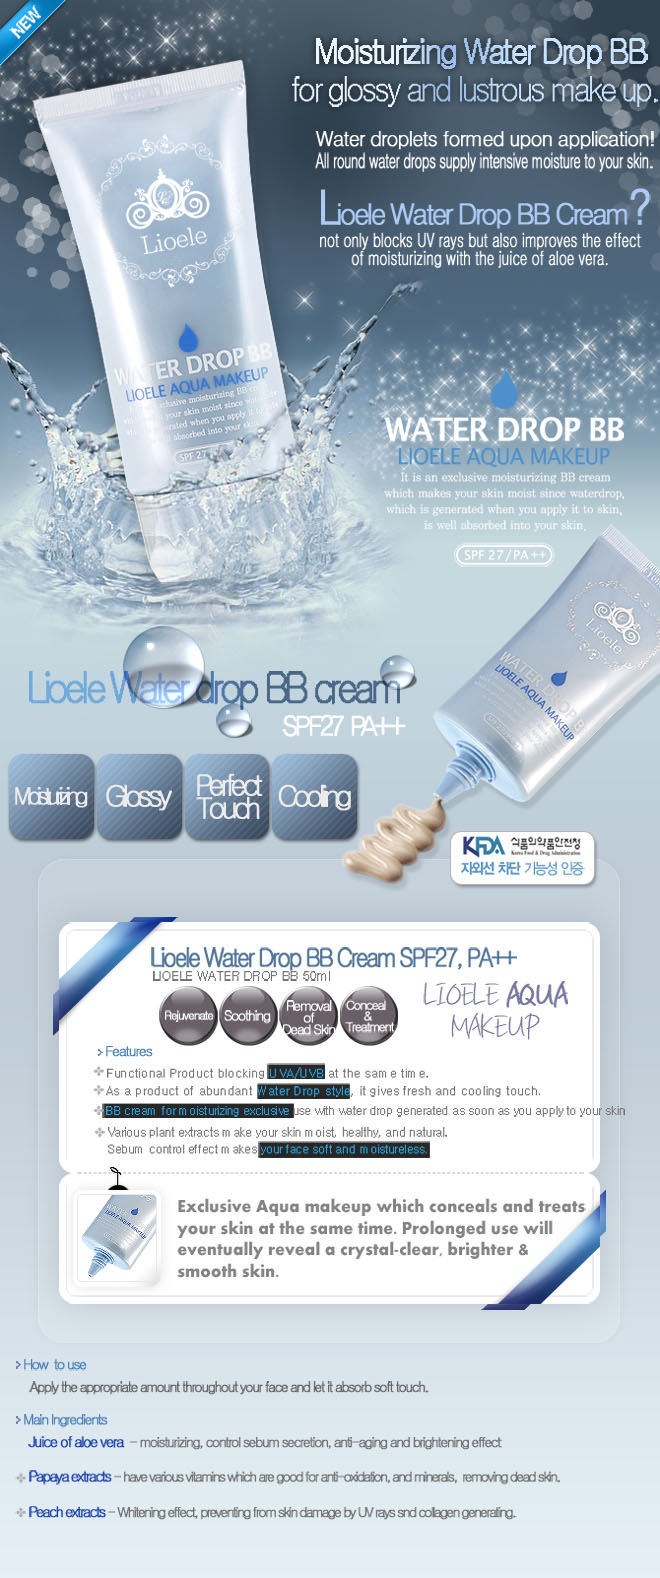 NEW
Moisturizing Water Drop BB
for glossy and lustrous make up.
Water droplets formed upon application!
All round water drops supply intensive moisture to your skin.
Lioele Water Drop BB Cream?
not only blocks UV rays but also improves the effect
of moisturizing with the juice of aloe vera.
Lioele
WATER DROP BB
LIOELE AQUA MAKEUP
SPF 27
WATER DROP BB
LIOELE AQUA MAKEUP
It is an exclusive moisturizing BB cream
which makes your skin moist since waterdrop,
which is generated when you apply it to skin,
is well absorbed into your skin.
SPF 27/PA++
Lioele
WATER DROP B
LIOELE AQUA MAKEUP
Lioele Water drop BB cream
SPF27 PA++
Moisturizing
Glossy
Perfect
Touch
Cooling
KFDA 식품의약품안전청
Korea Food & Drug Administration
자외선 차단 기능성 인증
Lioele Water Drop BB Cream SPF27, PA++
LIOELE WATER DROP BB 50ml
Rejuvenate
Soothing
Removal
of
Dead Skin
Conceal
&
Treatment
LIOELE AQUA
MAKEUP
Features
Functional Product blocking UVA/UVB at the same time.
As a product of abundant Water Drop style, it gives fresh and cooling touch.
BB cream for moisturizing exclusive use with water drop generated as soon as you apply to your skin
Various plant extracts make your skin moist, healthy, and natural.
Sebum control effect makes your face soft and moistureless.
LIOELE AQUA MAKEUP
Exclusive Aqua makeup which conceals and treats
your skin at the same time. Prolonged use will
eventually reveal a crystal-clear, brighter &
smooth skin.
How to use
Apply the appropriate amount throughout your face and let it absorb soft touch.
Main Ingredients
Juice of aloe vera - moisturizing, control sebum secretion, anti-aging and brightening effect
Papaya extracts - have various vitamins which are good for anti-oxidation, and minerals, removing dead skin.
Peach extracts - Whitening effect, preventing from skin damage by UV rays snd collagen generating.